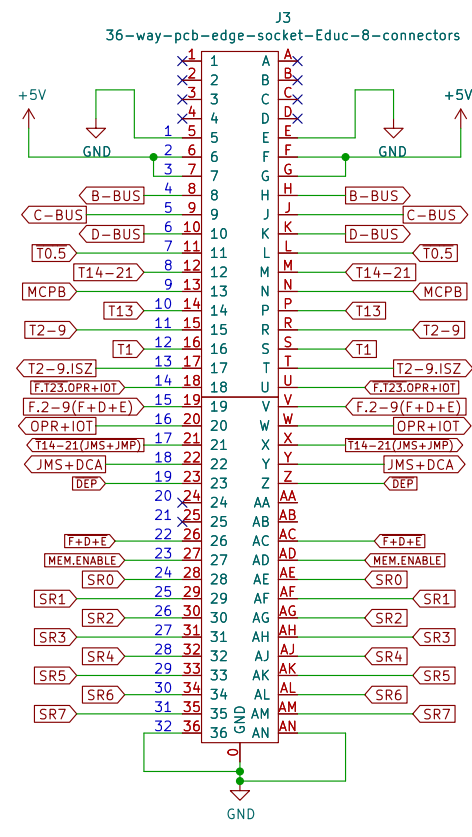 J3
36-way-pcb-edge-socket-Educ-8-connectors
1 1 A A
2 2 B B
+5V 3 3 C C +5V
4 4 D D
1 5 5 E E
GND GND
2 6 6 F F
3 7 7 G G
B-BUS 4 8 8 H H B-BUS
C-BUS 5 9 9 J J C-BUS
D-BUS 6 10 10 K K D-BUS
T0.5 7 11 11 L L T0.5
T14-21 8 12 12 M M T14-21
MCPB 9 13 13 N N MCPB
T13 10 14 14 P P T13
T2-9 11 15 15 R R T2-9
T1 12 16 16 S S T1
T2-9.ISZ 13 17 17 T T T2-9.ISZ
F.T23.OPR+IOT 14 18 18 U U F.T23.OPR+IOT
F.2-9(F+D+E) 15 19 19 V V F.2-9(F+D+E)
OPR+IOT 16 20 20 W W OPR+IOT
T14-21(JMS+JMP) 17 21 21 X X T14-21(JMS+JMP)
JMS+DCA 18 22 22 Y Y JMS+DCA
DEP 19 23 23 Z Z DEP
20 24 24 AA AA
21 25 25 AB AB
F+D+E 22 26 26 AC AC F+D+E
MEM.ENABLE 23 27 27 AD AD MEM.ENABLE
SR0 24 28 28 AE AE SR0
SR1 25 29 29 AF AF SR1
SR2 26 30 30 AG AG SR2
SR3 27 31 31 AH AH SR3
SR4 28 32 32 AJ AJ SR4
SR5 29 33 33 AK AK SR5
SR6 30 34 34 AL AL SR6
SR7 31 35 35 AM AM SR7
32 36 36 GND AN AN
0
GND